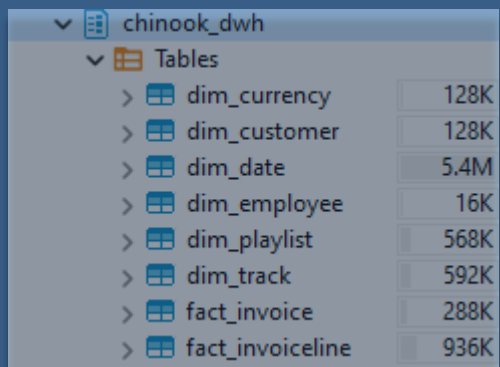 chinook_dwh
Tables
dim_currency 128K
dim_customer 128K
dim_date 5.4M
dim_employee 16K
dim_playlist 568K
dim_track 592K
fact_invoice 288K
fact_invoiceline 936K